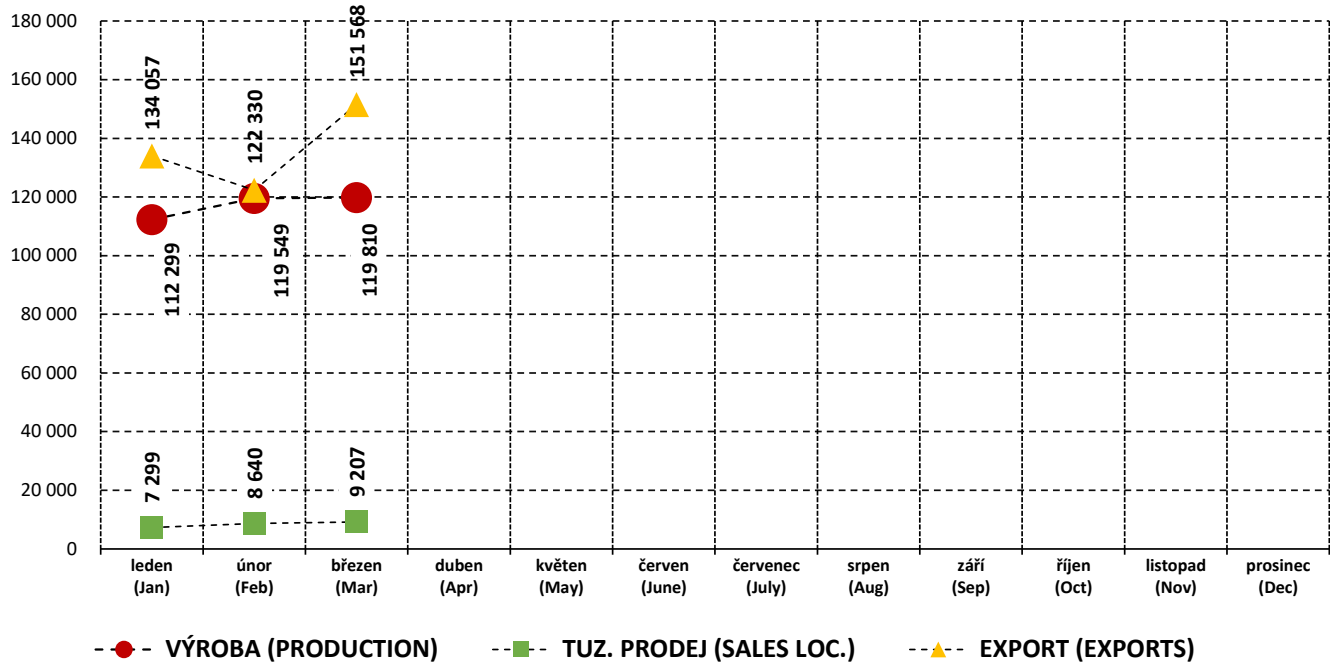 180 000
160 000
140 000
120 000
100 000
80 000
60 000
40 000
20 000
0
134 057
122 330
151 568
112 299
119 549
119 810
7 299
8 640
9 207
leden
(Jan)
únor
(Feb)
březen
(Mar)
duben
(Apr)
květen
(May)
červen
(June)
červenec
(July)
srpen
(Aug)
září
(Sep)
říjen
(Oct)
listopad
(Nov)
prosinec
(Dec)
VÝROBA (PRODUCTION)
TUZ. PRODEJ (SALES LOC.)
EXPORT (EXPORTS)